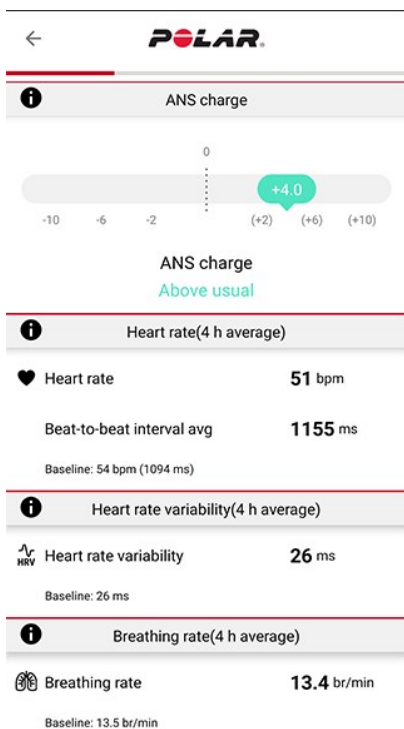 POLAR.
ANS charge
0
+4.0
-10 -6 -2 (+2) (+6) (+10)
ANS charge
Above usual
Heart rate(4 h average)
Heart rate 51 bpm
Beat-to-beat interval avg 1155 ms
Baseline: 54 bpm (1094 ms)
Heart rate variability(4 h average)
HRV Heart rate variability 26 ms
Baseline: 26 ms
Breathing rate(4 h average)
Breathing rate 13.4 br/min
Baseline: 13.5 br/min